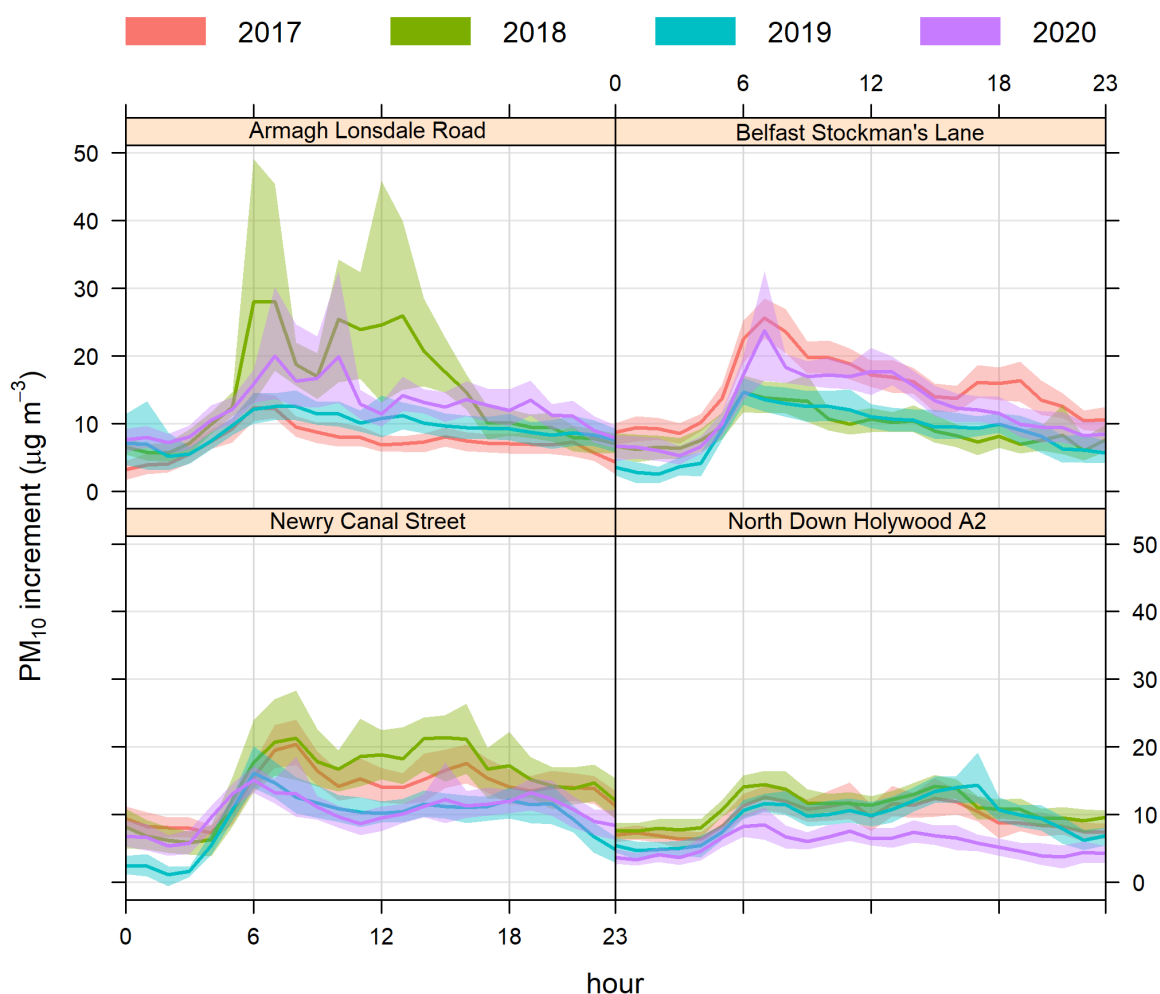 2017 2018 2019 2020
0 6 12 18 23
Armagh Lonsdale Road Belfast Stockman's Lane
50
40
30
20
10
0
Newry Canal Street North Down Holywood A2
50
40
30
20
10
0
PM₁₀ increment (μg m⁻³)
0 6 12 18 23
hour